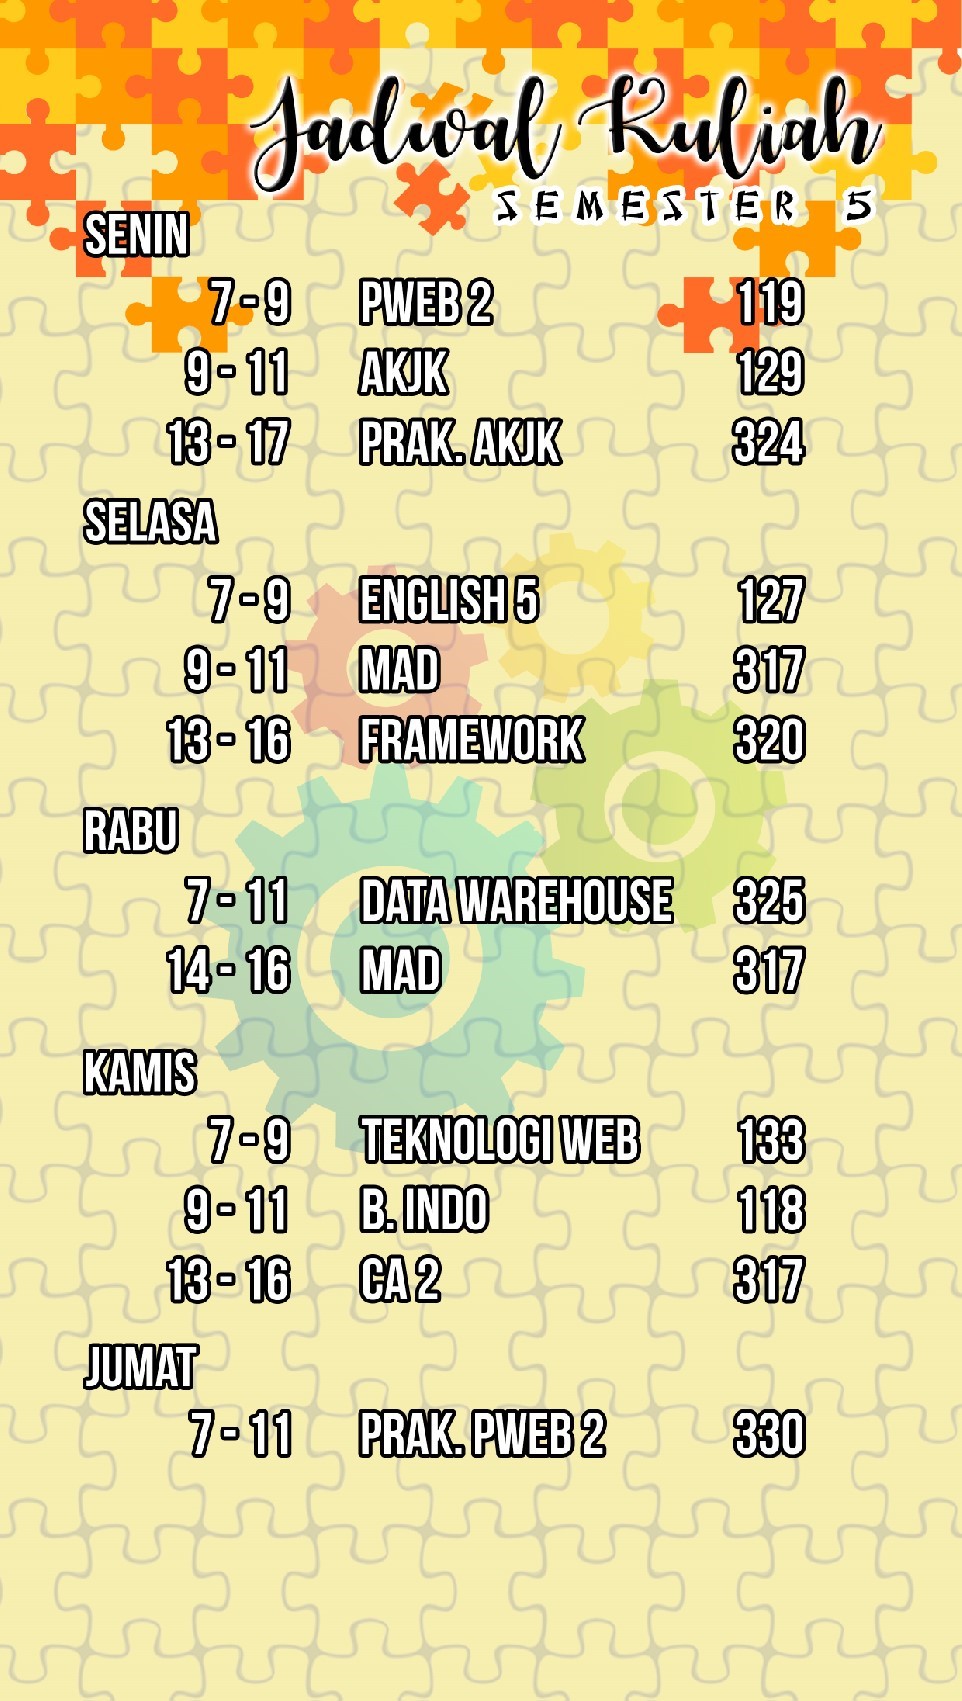 Jadwal Kuliah
SEMESTER 5
SENIN
7 - 9 PWEB 2 119
9 - 11 AKJK 129
13 - 17 PRAK. AKJK 324
SELASA
7 - 9 ENGLISH 5 127
9 - 11 MAD 317
13 - 16 FRAMEWORK 320
RABU
7 - 11 DATA WAREHOUSE 325
14 - 16 MAD 317
KAMIS
7 - 9 TEKNOLOGI WEB 133
9 - 11 B. INDO 118
13 - 16 CA 2 317
JUMAT
7 - 11 PRAK. PWEB 2 330